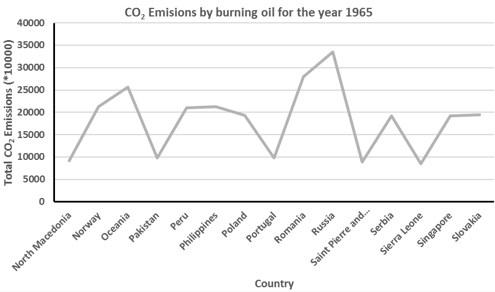 CO₂ Emisions by burning oil for the year 1965
Total CO₂ Emissions (*10000)
40000
35000
30000
25000
20000
15000
10000
5000
0
North Macedonia
Norway
Oceania
Pakistan
Peru
Philippines
Poland
Portugal
Romania
Russia
Saint Pierre and...
Serbia
Sierra Leone
Singapore
Slovakia
Country